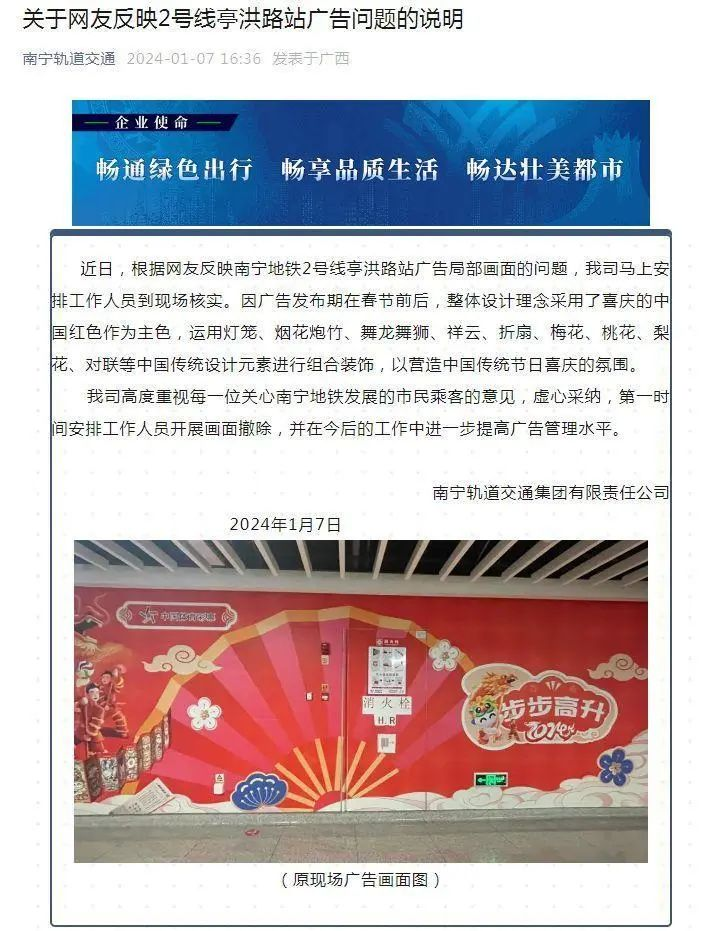 关于网友反映2号线亭洪路站广告问题的说明
南宁轨道交通 2024-01-07 16:36 发表于广西
企业使命
畅通绿色出行 畅享品质生活 畅达壮美都市
近日，根据网友反映南宁地铁2号线亭洪路站广告局部画面的问题，我司马上安
排工作人员到现场核实。因广告发布期在春节前后，整体设计理念采用了喜庆的中
国红色作为主色，运用灯笼、烟花炮竹、舞龙舞狮、祥云、折扇、梅花、桃花、梨
花、对联等中国传统设计元素进行组合装饰，以营造中国传统节日喜庆的氛围。
我司高度重视每一位关心南宁地铁发展的市民乘客的意见，虚心采纳，第一时
间安排工作人员开展画面撤除，并在今后的工作中进一步提高广告管理水平。
南宁轨道交通集团有限责任公司
2024年1月7日
中国体育彩票
消火栓
H.R
步步高升
（原现场广告画面图）